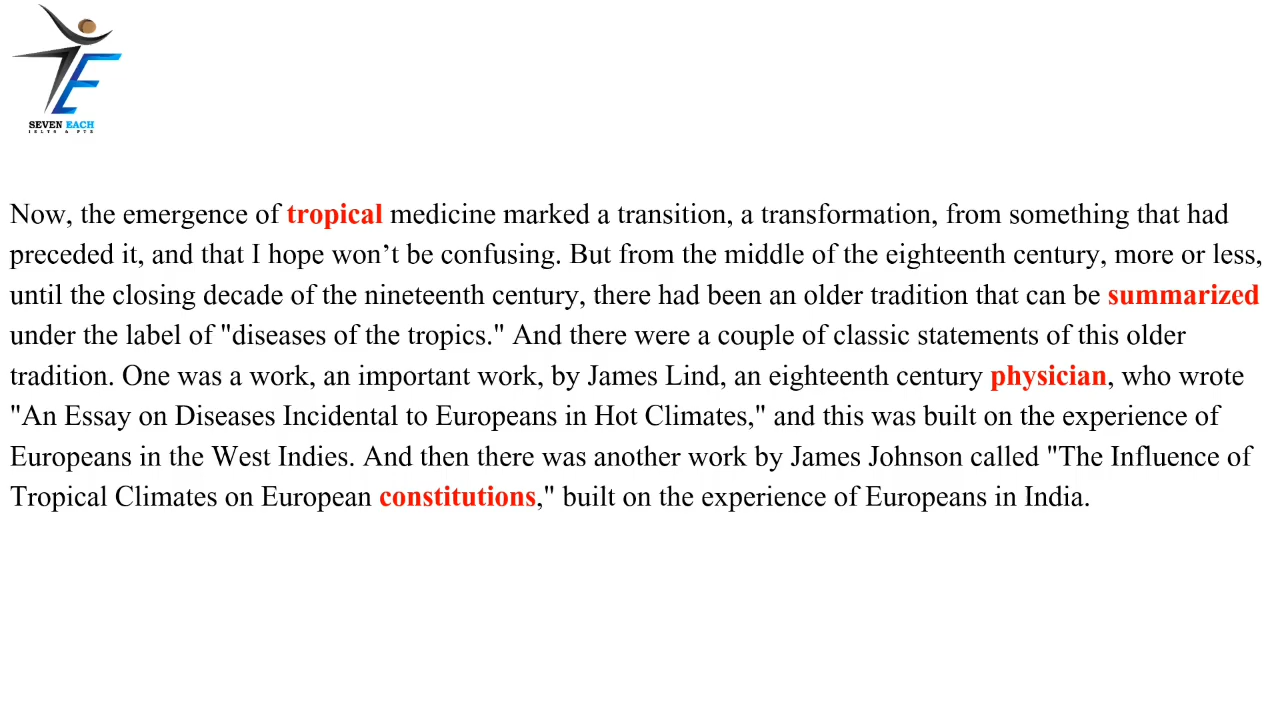 SEVEN EACH
IELTS & PTE
Now, the emergence of tropical medicine marked a transition, a transformation, from something that had
preceded it, and that I hope won’t be confusing. But from the middle of the eighteenth century, more or less,
until the closing decade of the nineteenth century, there had been an older tradition that can be summarized
under the label of "diseases of the tropics." And there were a couple of classic statements of this older
tradition. One was a work, an important work, by James Lind, an eighteenth century physician, who wrote
"An Essay on Diseases Incidental to Europeans in Hot Climates," and this was built on the experience of
Europeans in the West Indies. And then there was another work by James Johnson called "The Influence of
Tropical Climates on European constitutions," built on the experience of Europeans in India.